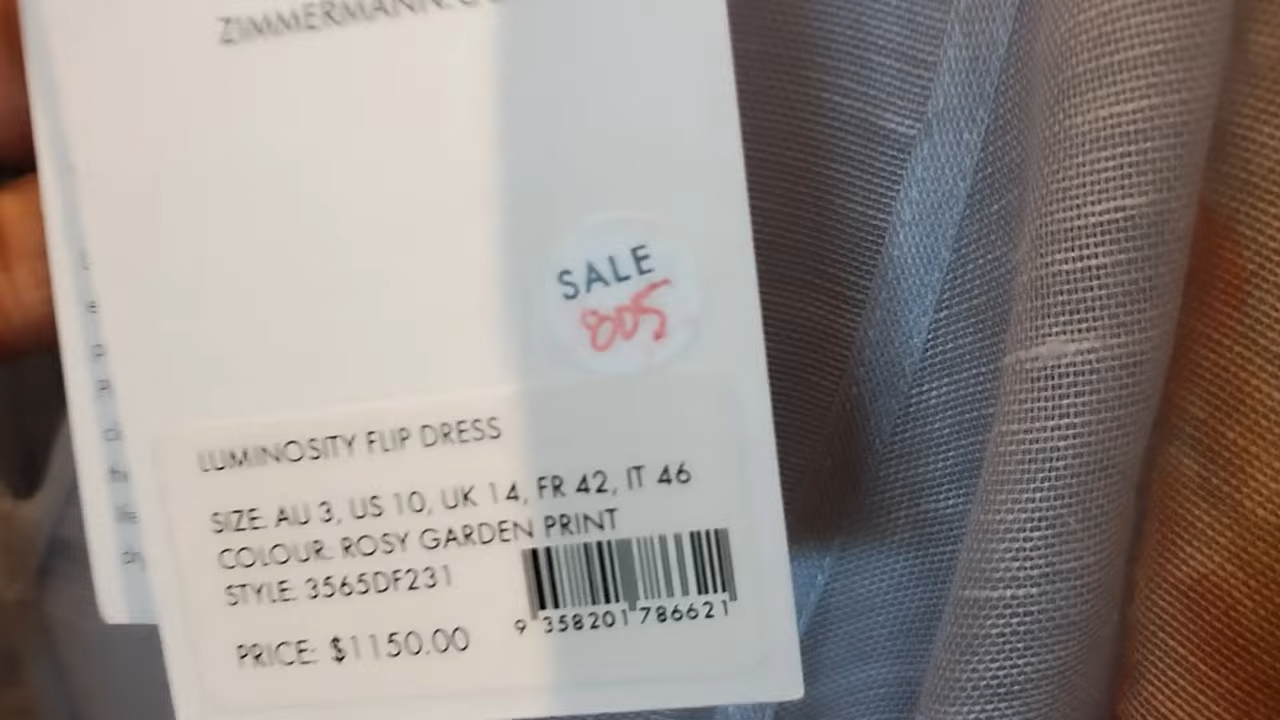 ZIMMERMANN
SALE
805
LUMINOSITY FLIP DRESS
SIZE: AU 3, US 10, UK 14, FR 42, IT 46
COLOUR: ROSY GARDEN PRINT
STYLE: 3565DF231
9 358201 786621
PRICE: $1150.00